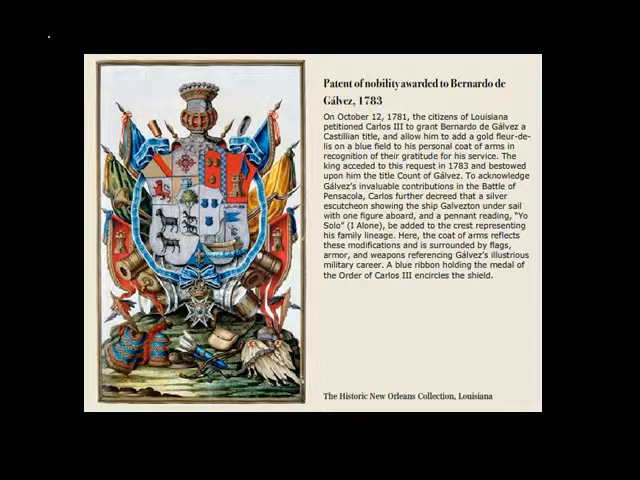 Patent of nobility awarded to Bernardo de
Gálvez, 1783
On October 12, 1781, the citizens of Louisiana
petitioned Carlos III to grant Bernardo de Gálvez a
Castillian title, and allow him to add a gold fleur-de-
lis on a blue field to his personal coat of arms in
recognition of their gratitude for his service. The
king acceded to this request in 1783 and bestowed
upon him the title Count of Gálvez. To acknowledge
Gálvez's invaluable contributions in the Battle of
Pensacola, Carlos further decreed that a silver
escutcheon showing the ship Galvezton under sail
with one figure aboard, and a pennant reading, "Yo
Solo" (I Alone), be added to the crest representing
his family lineage. Here, the coat of arms reflects
these modifications and is surrounded by flags,
armor, and weapons referencing Gálvez's illustrious
military career. A blue ribbon holding the medal of
the Order of Carlos III encircles the shield.
The Historic New Orleans Collection, Louisiana